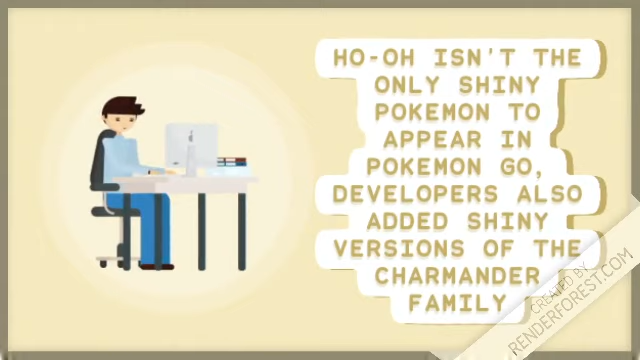 HO-OH ISN'T THE
ONLY SHINY
POKEMON TO
APPEAR IN
POKEMON GO,
DEVELOPERS ALSO
ADDED SHINY
VERSIONS OF THE
CHARMANDER
FAMILY
CREATED BY
RENDERFOREST.COM